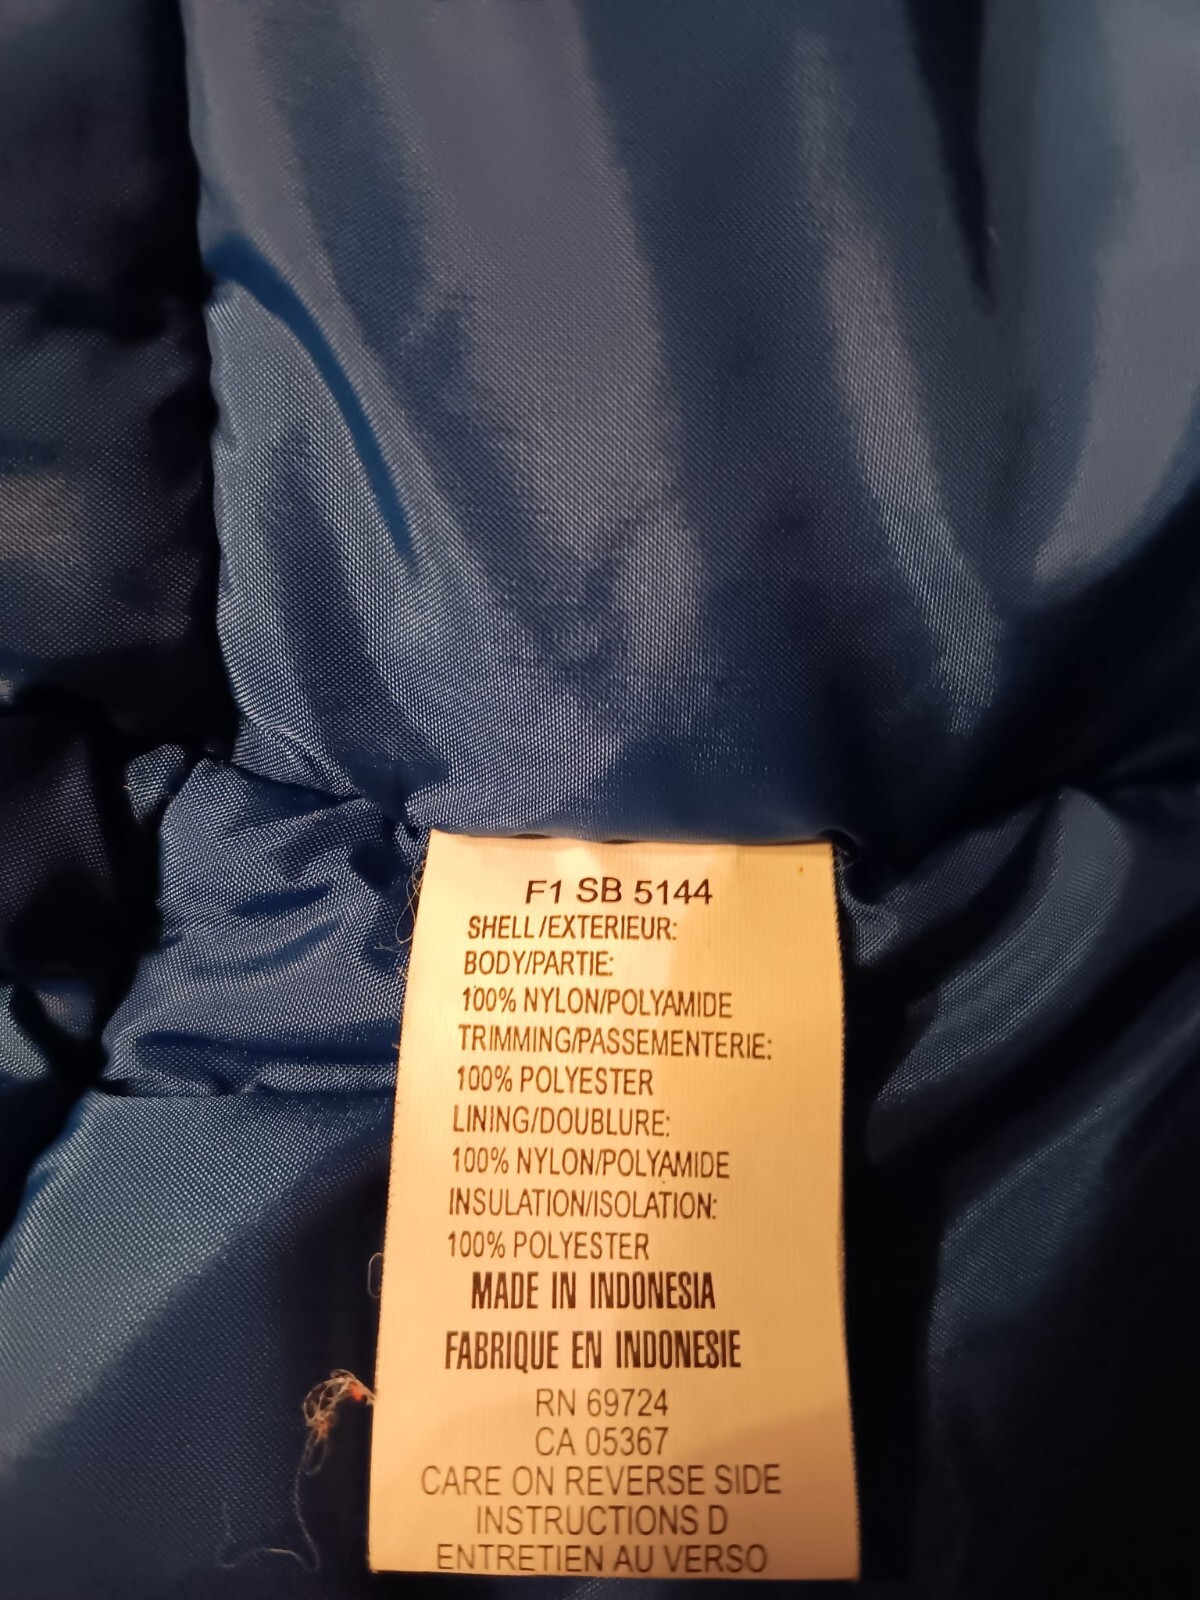 F1 SB 5144
SHELL/EXTERIEUR:
BODY/PARTIE:
100% NYLON/POLYAMIDE
TRIMMING/PASSEMENTERIE:
100% POLYESTER
LINING/DOUBLURE:
100% NYLON/POLYAMIDE
INSULATION/ISOLATION:
100% POLYESTER
MADE IN INDONESIA
FABRIQUE EN INDONESIE
RN 69724
CA 05367
CARE ON REVERSE SIDE
INSTRUCTIONS D
ENTRETIEN AU VERSO